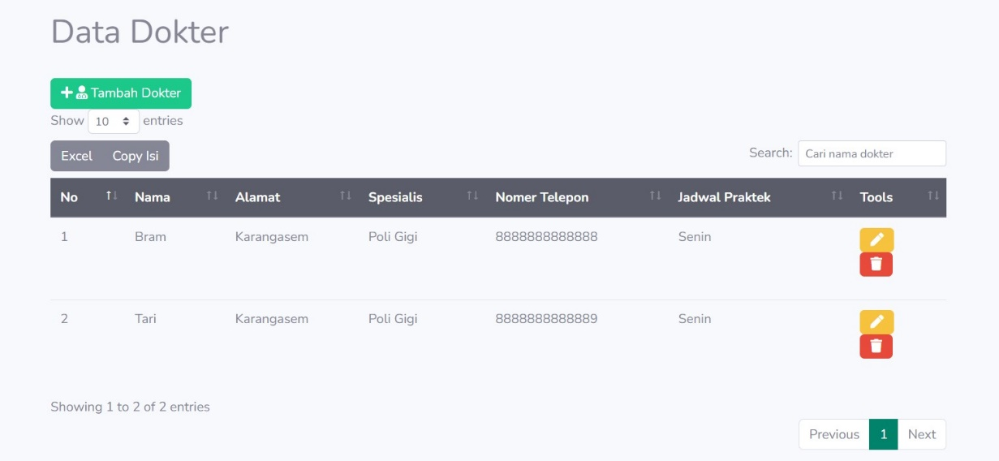 Data Dokter
Tambah Dokter
Show 10 entries
Excel Copy Isi Search: Cari nama dokter
No Nama Alamat Spesialis Nomer Telepon Jadwal Praktek Tools
1 Bram Karangasem Poli Gigi 8888888888888 Senin
2 Tari Karangasem Poli Gigi 8888888888889 Senin
Showing 1 to 2 of 2 entries
Previous 1 Next